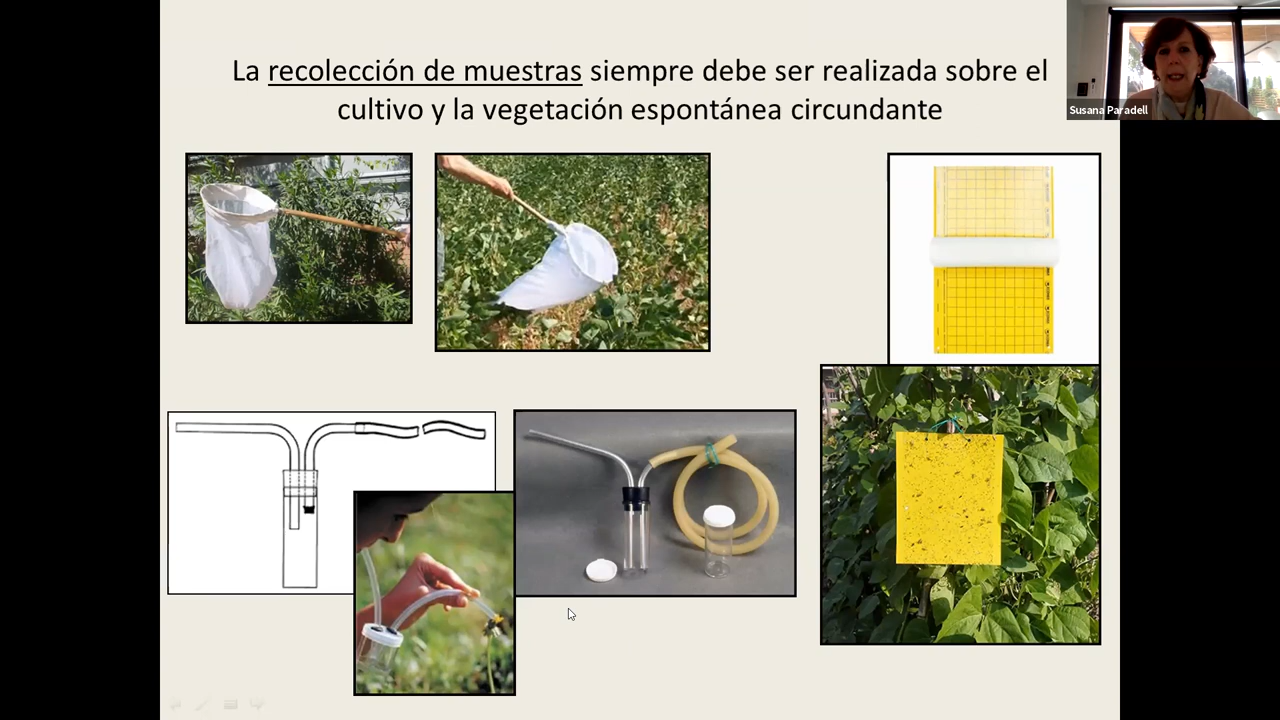 La recolección de muestras siempre debe ser realizada sobre el
cultivo y la vegetación espontánea circundante
Susana Paradell